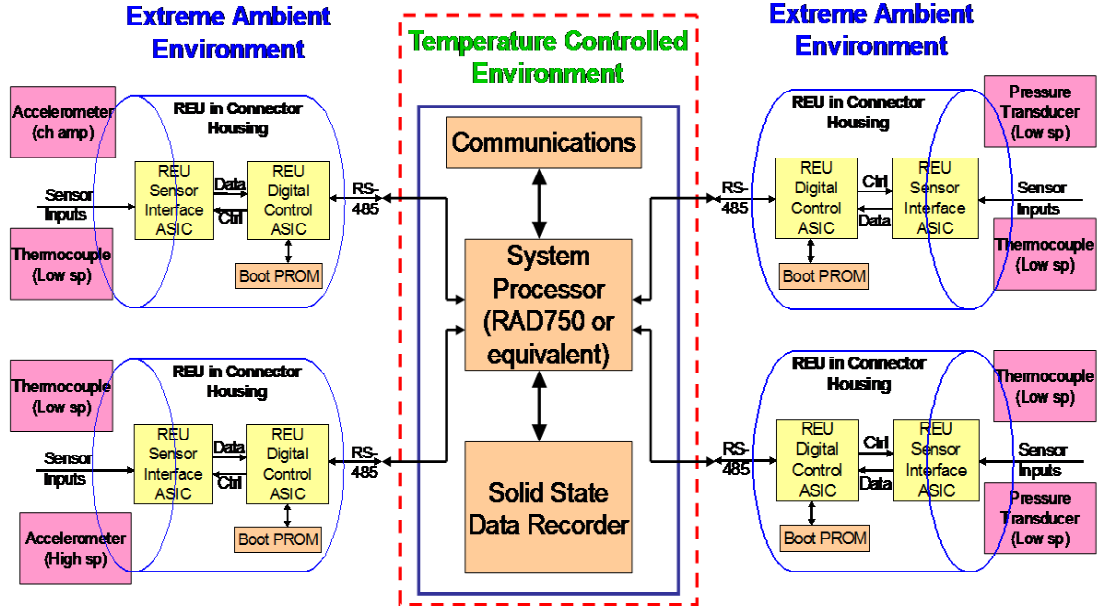 Extreme Ambient
Environment
Temperature Controlled
Environment
Extreme Ambient
Environment
Accelerometer
(ch amp)
REU in Connector
Housing
REU
Sensor
Interface
ASIC
Data
Ctrl
REU
Digital
Control
ASIC
Sensor
Inputs
RS-
485
Thermocouple
(Low sp)
Boot PROM
Thermocouple
(Low sp)
REU in Connector
Housing
REU
Sensor
Interface
ASIC
Data
Ctrl
REU
Digital
Control
ASIC
Sensor
Inputs
RS-
485
Accelerometer
(High sp)
Boot PROM
Communications
System
Processor
(RAD750 or
equivalent)
Solid State
Data Recorder
REU in Connector
Housing
Pressure
Transducer
(Low sp)
RS-
485
REU
Digital
Control
ASIC
Ctrl
Data
REU
Sensor
Interface
ASIC
Sensor
Inputs
Boot PROM
Thermocouple
(Low sp)
REU in Connector
Housing
Thermocouple
(Low sp)
RS-
485
REU
Digital
Control
ASIC
Ctrl
Data
REU
Sensor
Interface
ASIC
Sensor
Inputs
Boot PROM
Pressure
Transducer
(Low sp)